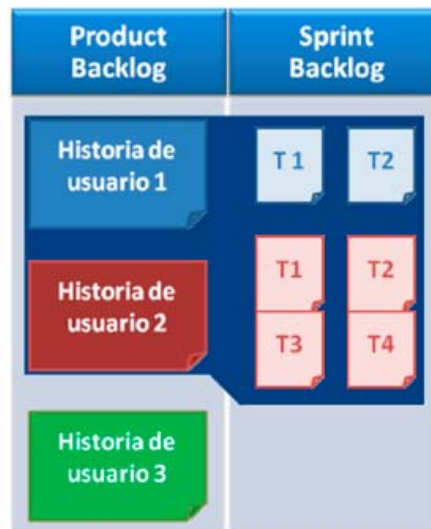 Product
Backlog
Sprint
Backlog
Historia de
usuario 1
T 1
T2
Historia de
usuario 2
T1
T2
T3
T4
Historia de
usuario 3